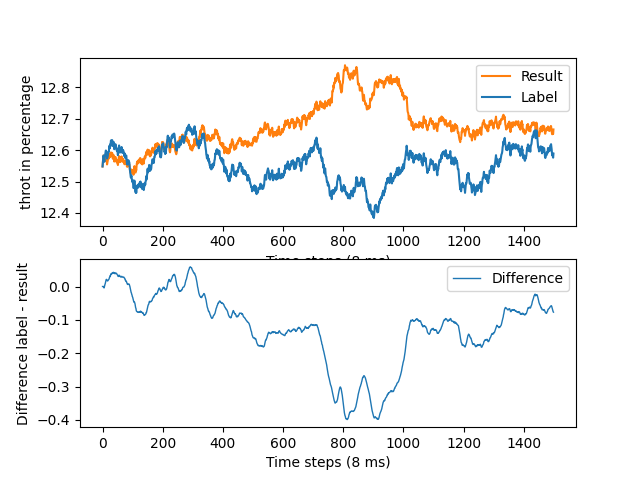 throt in percentage
12.8
12.7
12.6
12.5
12.4
Result
Label
0 200 400 600 800 1000 1200 1400
Time steps (8 ms)
Difference label - result
0.0
−0.1
−0.2
−0.3
−0.4
Difference
0 200 400 600 800 1000 1200 1400
Time steps (8 ms)